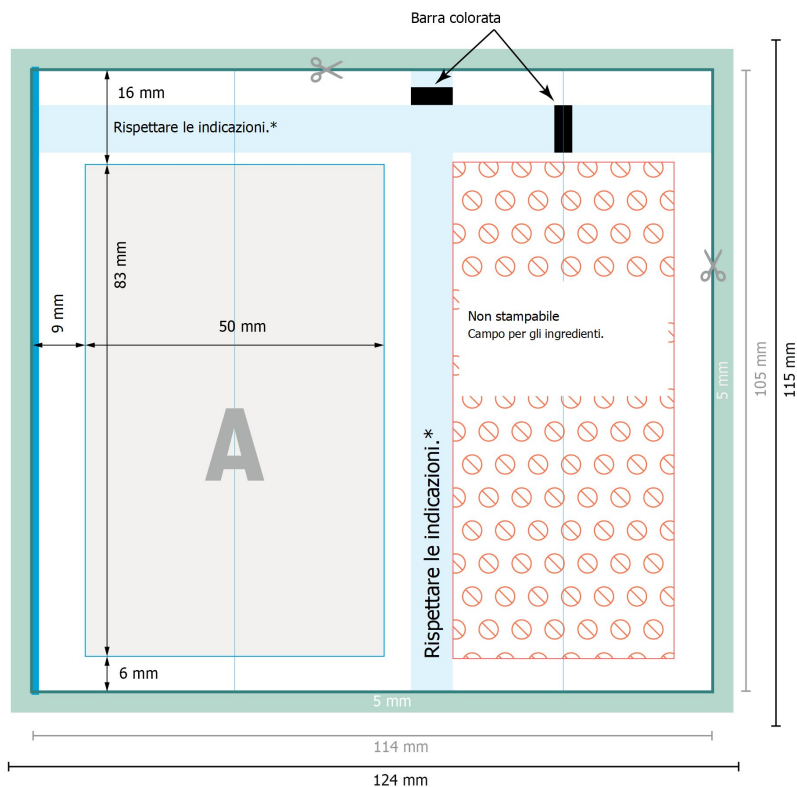 Barra colorata
16 mm
Rispettare le indicazioni.*
83 mm
9 mm
50 mm
Non stampabile
Campo per gli ingredienti.
A
Rispettare le indicazioni.*
6 mm
5 mm
5 mm
105 mm
115 mm
114 mm
124 mm